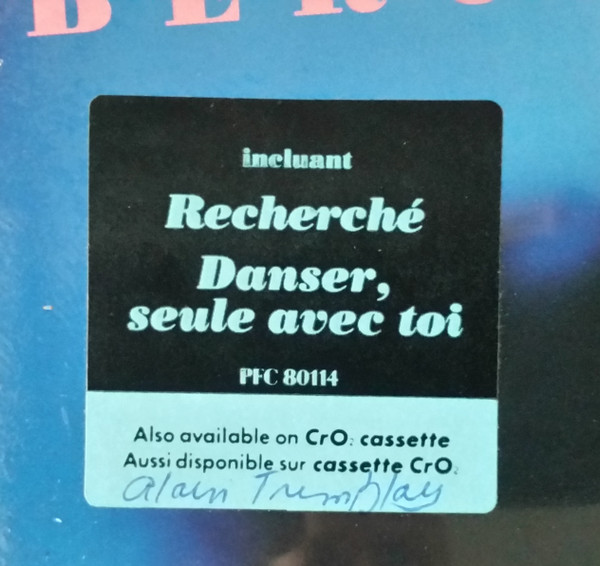 BERU
incluant
Recherché
Danser,
seule avec toi
PFC 80114
Also available on CrO₂ cassette
Aussi disponible sur cassette CrO₂
Alain Tremblay